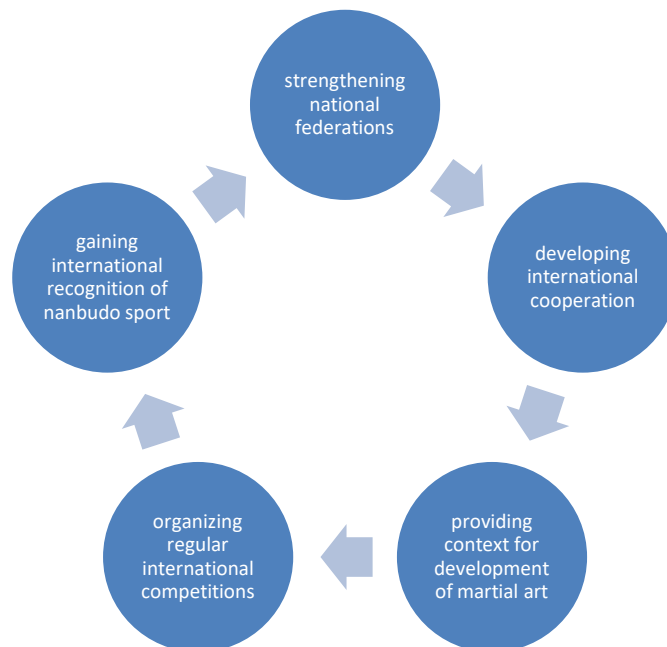 strengthening
national
federations
developing
international
cooperation
providing
context for
development
of martial art
organizing
regular
international
competitions
gaining
international
recognition of
nanbudo sport